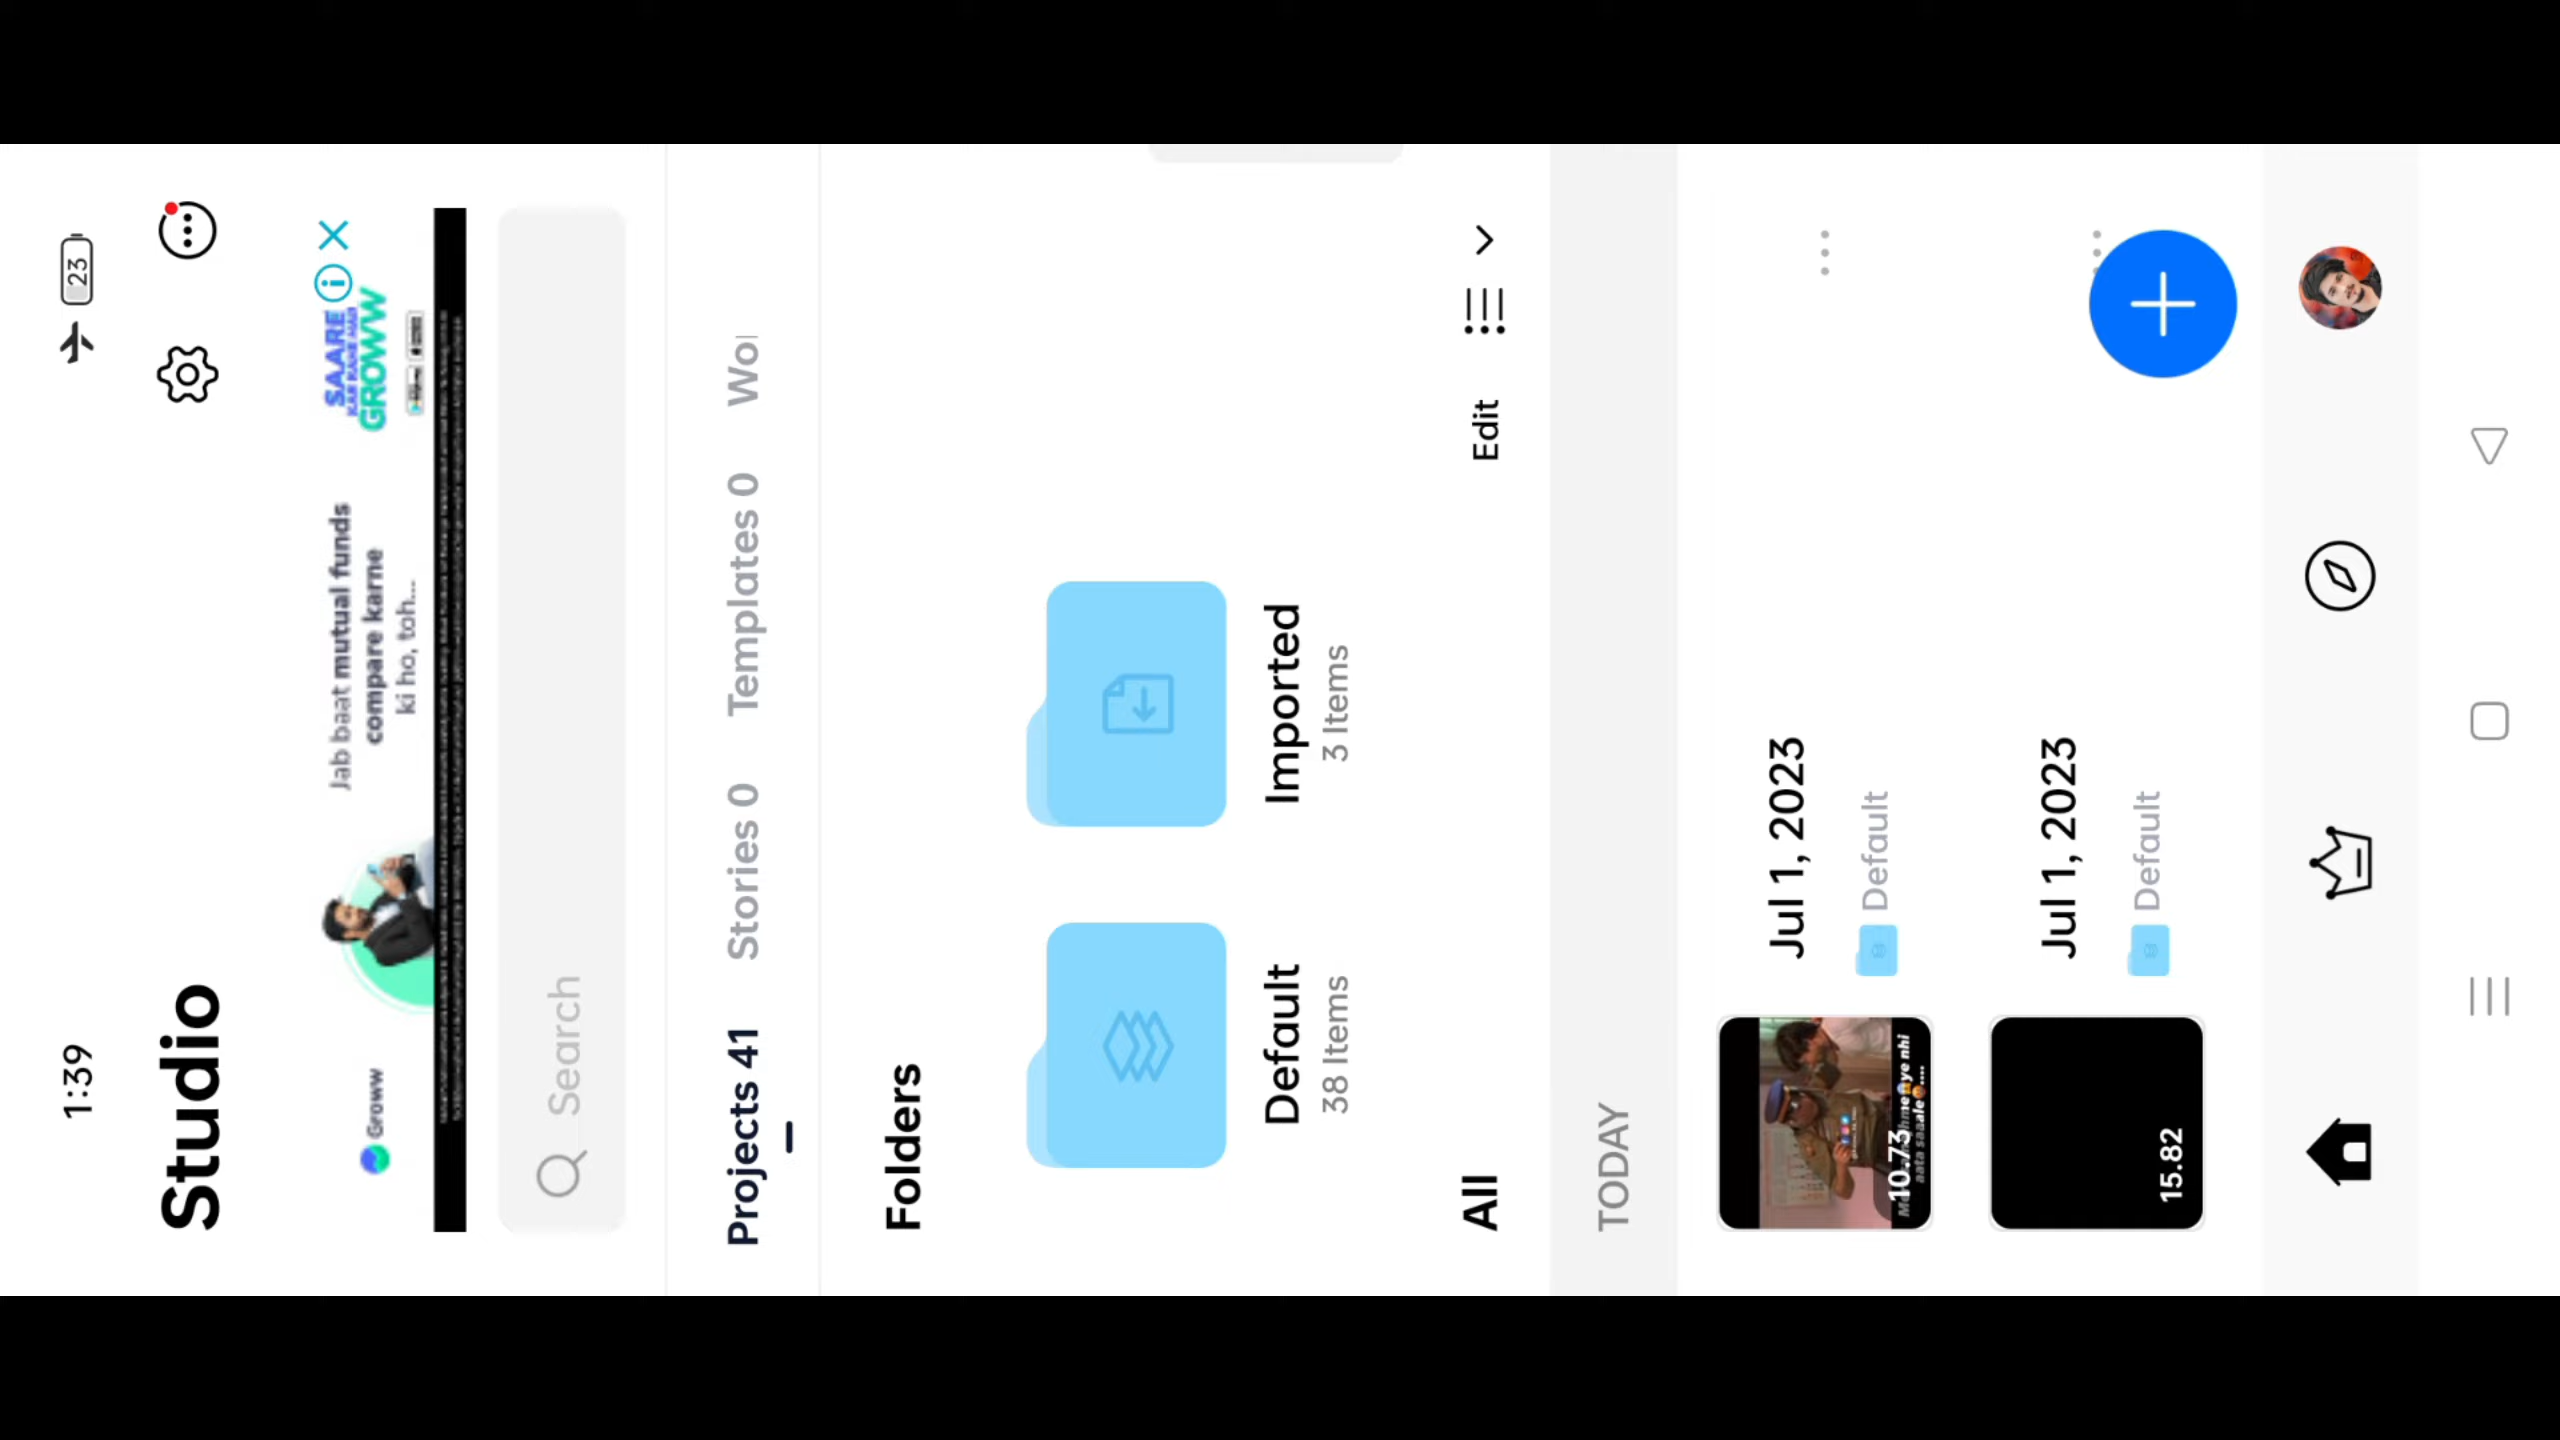 1:39
23
Studio
Groww
Jab baat mutual funds
compare karne
ki ho, toh...
SAARE
GROWW
Search
Projects 41
Stories 0
Templates 0
Folders
Default
38 Items
Imported
3 Items
All
Edit
TODAY
10.73
Jul 1, 2023
Default
15.82
Jul 1, 2023
Default